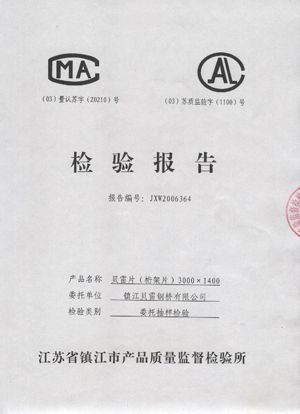 CMA
CAL
(03)量认苏字(Z0210)号
(03)苏质监验字(1100)号
检验报告
报告编号: JXW2006364
产品名称 贝雷片(桁架片)3000×1400
委托单位 镇江贝雷钢桥有限公司
检验类别 委托抽样检验
江苏省镇江市产品质量监督检验所